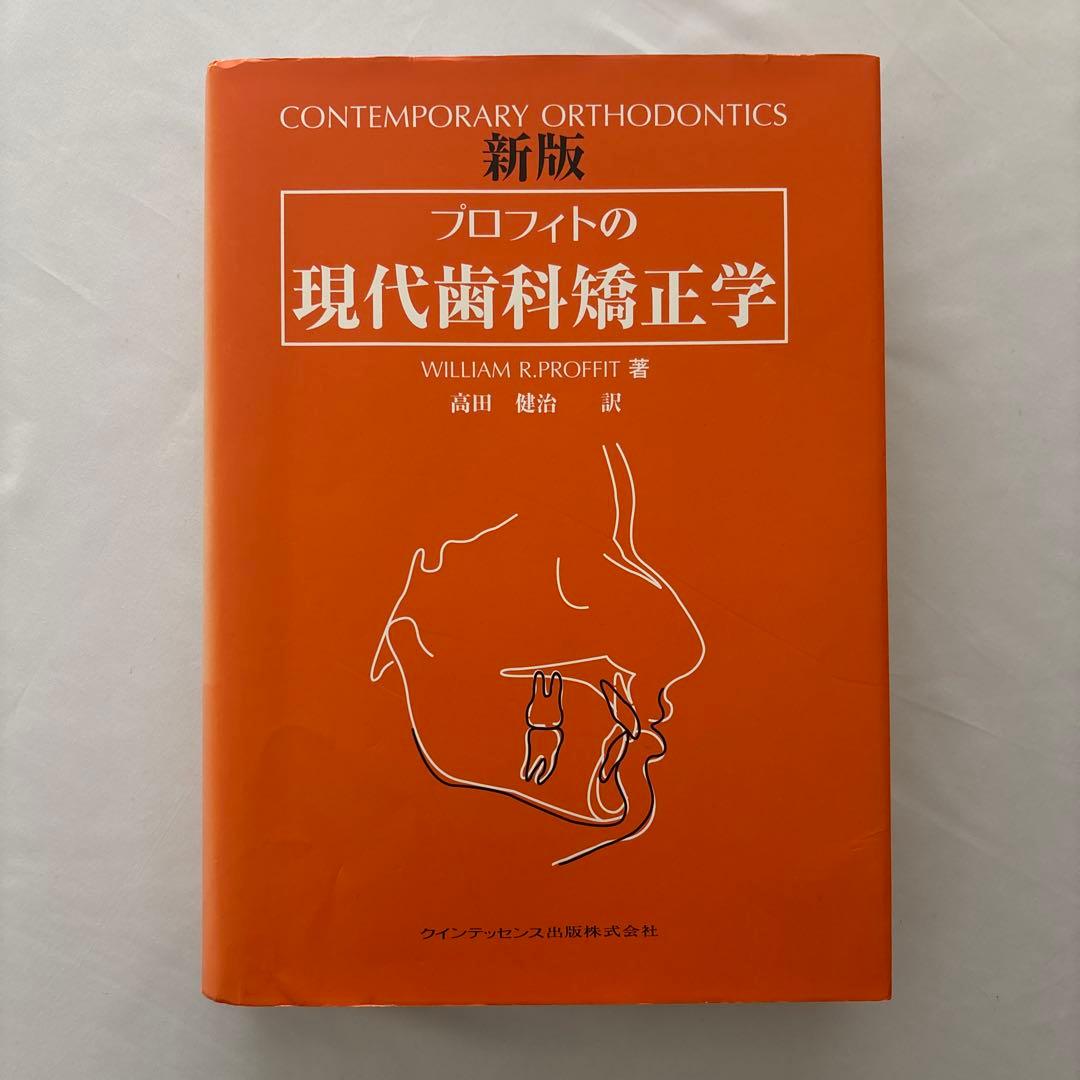 CONTEMPORARY ORTHODONTICS
新版
プロフィトの
現代歯科矯正学
WILLIAM R.PROFFIT 著
高田 健治 訳
クインテッセンス出版株式会社